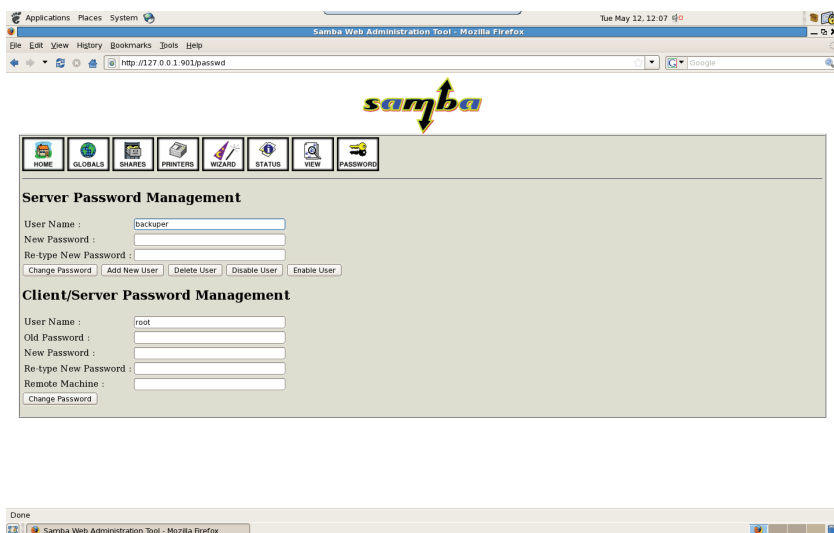 Applications Places System Tue May 12, 12:07
Samba Web Administration Tool - Mozilla Firefox
File Edit View History Bookmarks Tools Help
http://127.0.0.1:901/passwd Google
samba
HOME GLOBALS SHARES PRINTERS WIZARD STATUS VIEW PASSWORD
Server Password Management
User Name : backuper
New Password :
Re-type New Password :
Change Password Add New User Delete User Disable User Enable User
Client/Server Password Management
User Name : root
Old Password :
New Password :
Re-type New Password :
Remote Machine :
Change Password
Done
Samba Web Administration Tool - Mozilla Firefox